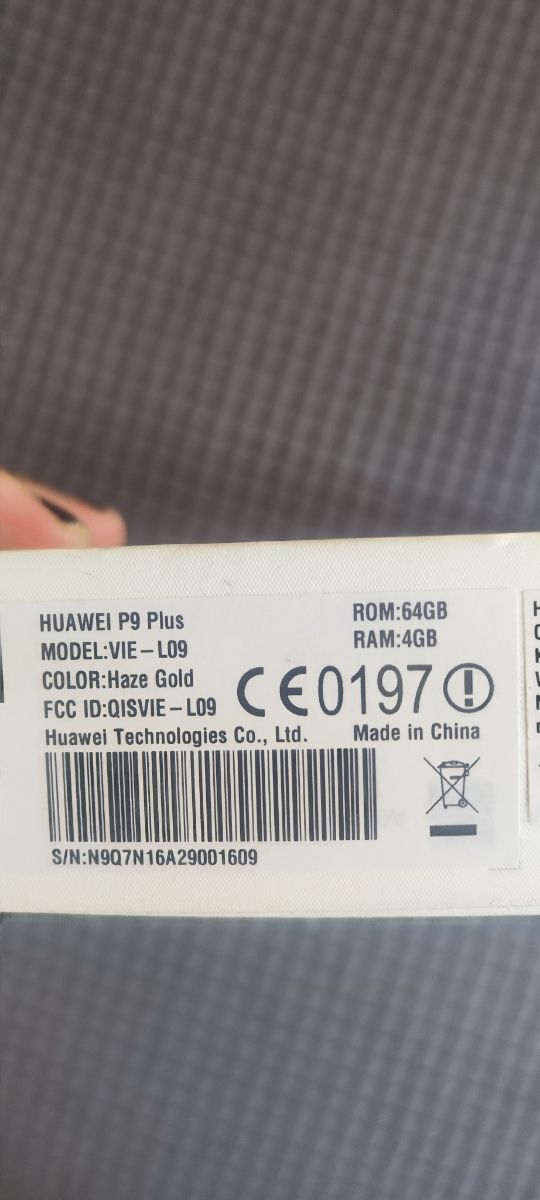 HUAWEI P9 Plus
ROM:64GB
MODEL:VIE-L09
RAM:4GB
COLOR:Haze Gold
CE0197
FCC ID:QISVIE-L09
Huawei Technologies Co., Ltd.
Made in China
S/N:N9Q7N16A29001609